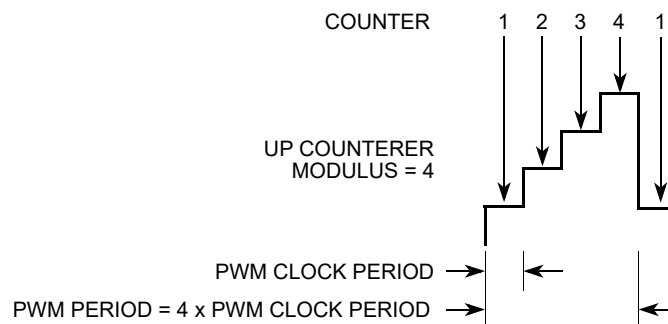 COUNTER 1 2 3 4 1
UP COUNTERER
MODULUS = 4
PWM CLOCK PERIOD
PWM PERIOD = 4 x PWM CLOCK PERIOD